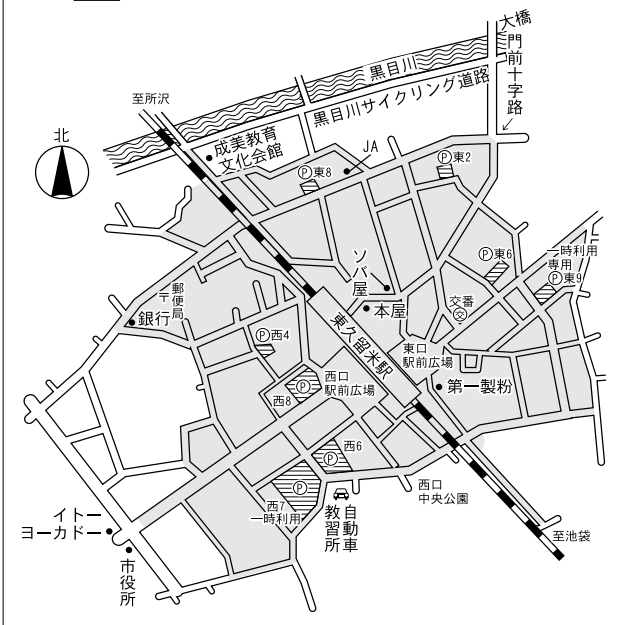 大橋
門前十字路
黒目川
黒目川サイクリング道路
至所沢
成美教育
文化会館
北
JA
Ⓟ東8
Ⓟ東2
Ⓟ東6
一時利用
専用
Ⓟ東9
ソバ屋
交番
交
本屋
〒郵便局
銀行
東久留米駅
東口
駅前広場
Ⓟ西4
第一製粉
西口
駅前広場
Ⓟ
西8
西6
Ⓟ
Ⓟ
西7
一時利用
自動車
教習所
西口
中央公園
イトー
ヨーカドー
市役所
至池袋